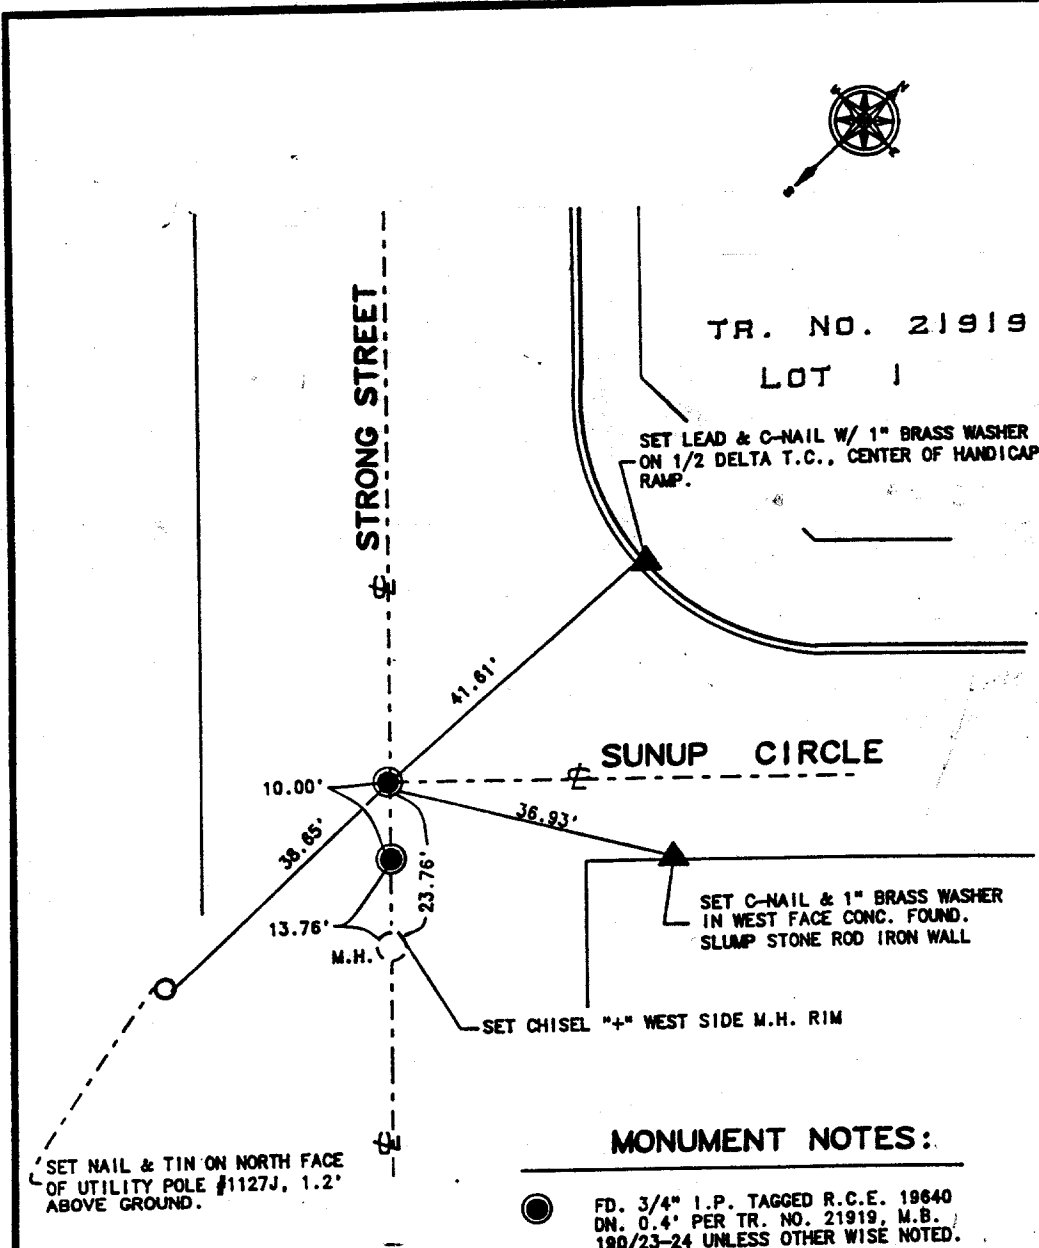 STRONG STREET
TR. NO. 21919
LOT 1
SET LEAD & C-NAIL W/ 1" BRASS WASHER
ON 1/2 DELTA T.C., CENTER OF HANDICAP
RAMP.
41.61'
SUNUP CIRCLE
10.00'
36.93'
38.65'
23.76'
13.76'
M.H.
SET C-NAIL & 1" BRASS WASHER
IN WEST FACE CONC. FOUND.
SLUMP STONE ROD IRON WALL
SET CHISEL "+" WEST SIDE M.H. RIM
SET NAIL & TIN ON NORTH FACE
OF UTILITY POLE #1127J, 1.2'
ABOVE GROUND.
MONUMENT NOTES:
FD. 3/4" I.P. TAGGED R.C.E. 19640
DN. 0.4' PER TR. NO. 21919, M.B.
190/23-24 UNLESS OTHER WISE NOTED.